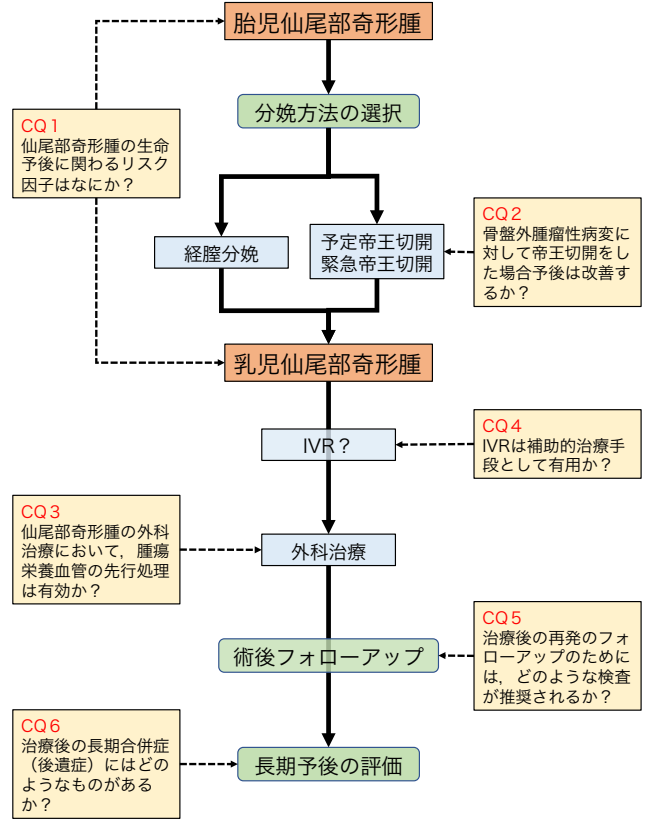 胎児仙尾部奇形腫
分娩方法の選択
CQ1
仙尾部奇形腫の生命
予後に関わるリスク
因子はなにか？
経膣分娩
予定帝王切開
緊急帝王切開
CQ2
骨盤外腫瘤性病変に
対して帝王切開をし
た場合予後は改善す
るか？
乳児仙尾部奇形腫
IVR？
CQ4
IVRは補助的治療手
段として有用か？
CQ3
仙尾部奇形腫の外科
治療において，腫瘍
栄養血管の先行処理
は有効か？
外科治療
CQ5
治療後の再発のフォ
ローアップのために
は，どのような検査
が推奨されるか？
術後フォローアップ
CQ6
治療後の長期合併症
（後遺症）にはどの
ようなものがある
か？
長期予後の評価